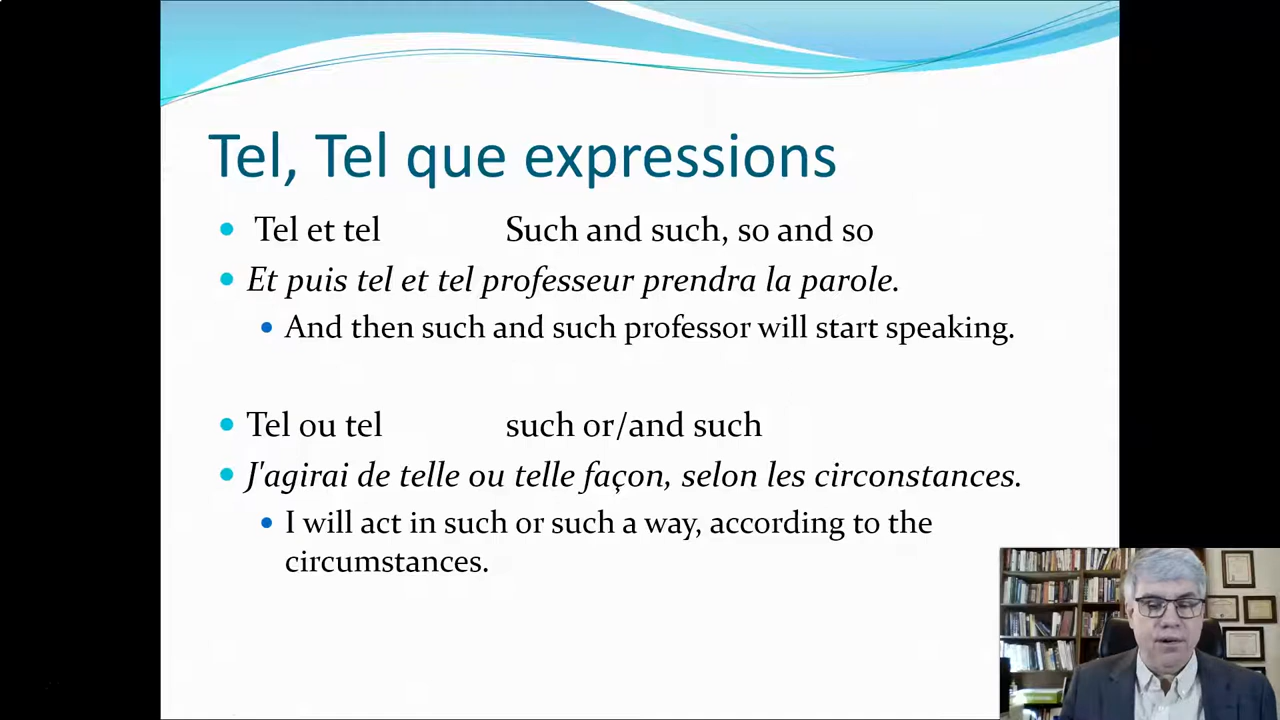 Tel, Tel que expressions
Tel et tel Such and such, so and so
Et puis tel et tel professeur prendra la parole.
And then such and such professor will start speaking.
Tel ou tel such or/and such
J'agirai de telle ou telle façon, selon les circonstances.
I will act in such or such a way, according to the
circumstances.